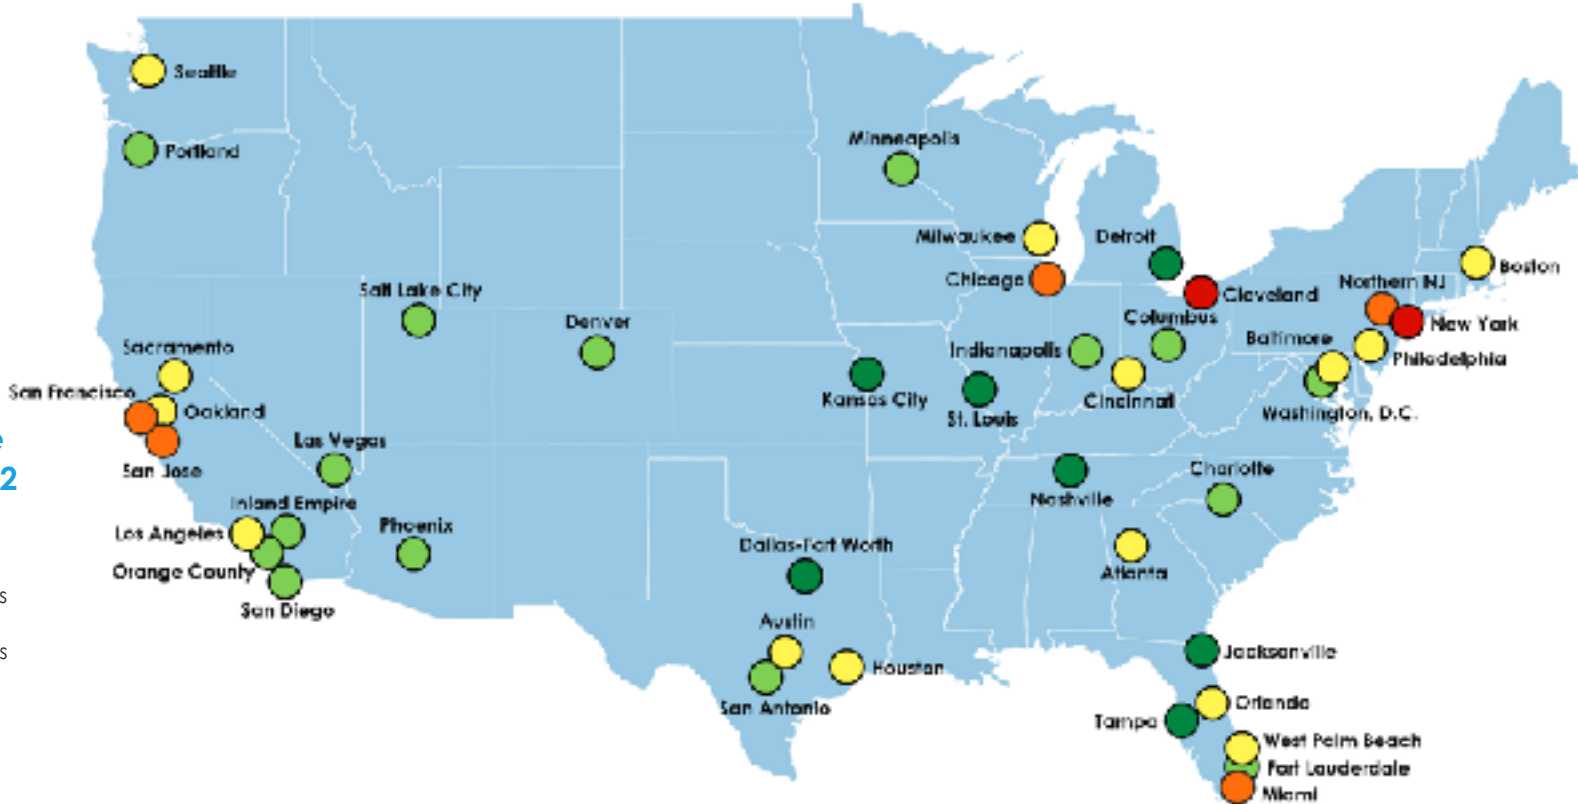 Seattle
Portland
Minneapolis
Milwaukee
Detroit
Chicago
Cleveland
Boston
Northern NJ
New York
Salt Lake City
Denver
Columbus
Indianapolis
Baltimore
Philadelphia
Sacramento
San Francisco
Oakland
Kansas City
St. Louis
Cincinnati
Washington, D.C.
e
Las Vegas
2
San Jose
Nashville
Charlotte
Inland Empire
Los Angeles
Phoenix
Dallas-Fort Worth
Atlanta
Orange County
San Diego
s
Austin
s
Houston
Jacksonville
San Antonio
Orlando
Tampa
West Palm Beach
Fort Lauderdale
Miami